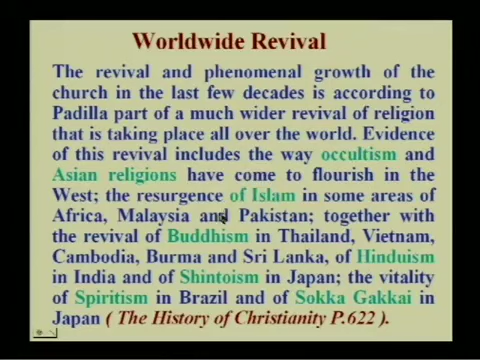 Worldwide Revival
The revival and phenomenal growth of the
church in the last few decades is according to
Padilla part of a much wider revival of religion
that is taking place all over the world. Evidence
of this revival includes the way occultism and
Asian religions have come to flourish in the
West; the resurgence of Islam in some areas of
Africa, Malaysia and Pakistan; together with
the revival of Buddhism in Thailand, Vietnam,
Cambodia, Burma and Sri Lanka, of Hinduism
in India and of Shintoism in Japan; the vitality
of Spiritism in Brazil and of Sokka Gakkai in
Japan ( The History of Christianity P.622 ).